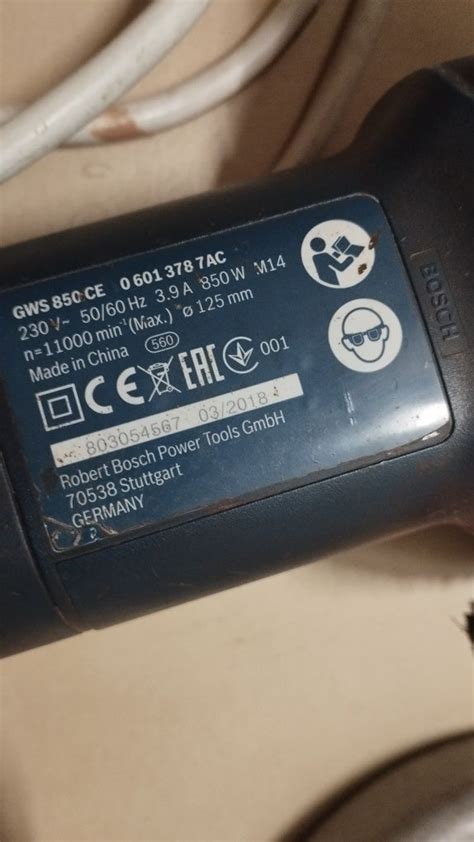 GWS 850 CE 0 601 378 7AC
230 V~ 50/60 Hz 3.9 A 850 W M14
n=11000 min⁻¹(Max.) ø 125 mm
Made in China 560
CE EAC 001
803054567 03/2018
Robert Bosch Power Tools GmbH
70538 Stuttgart
GERMANY
BOSCH